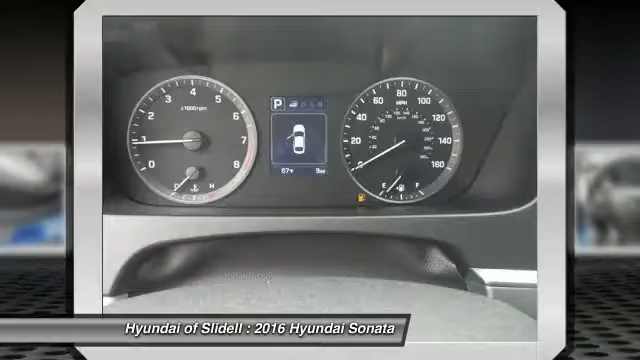 x1000rpm
0 1 2 3 4 5 6 7 8
C H
P
67°F 9mi
MPH
0 20 40 60 80 100 120 140 160
E F
Hyundai of Slidell : 2016 Hyundai Sonata